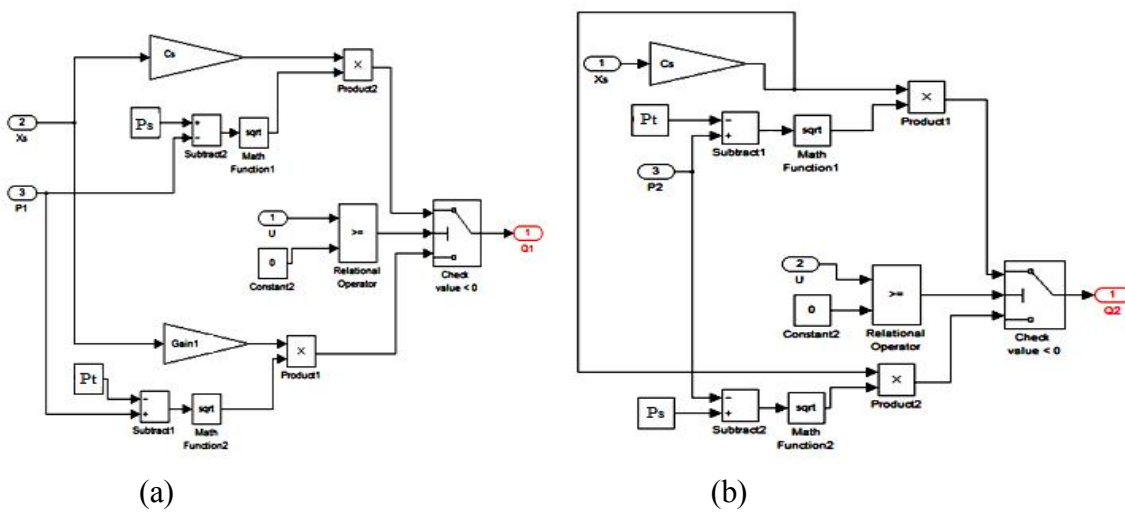 Cs
×
Product2
2
Xs
Ps
+
−
Subtract2
sqrt
Math
Function1
3
P1
1
U
0
Constant2
>=
Relational
Operator
Check
value < 0
1
Q1
Gain1
×
Product1
Pt
−
+
Subtract1
sqrt
Math
Function2
(a)
1
Xs
Cs
×
Product1
Pt
−
+
Subtract1
sqrt
Math
Function1
3
P2
2
U
0
Constant2
>=
Relational
Operator
Check
value < 0
1
Q2
×
Product2
Ps
−
+
Subtract2
sqrt
Math
Function2
(b)